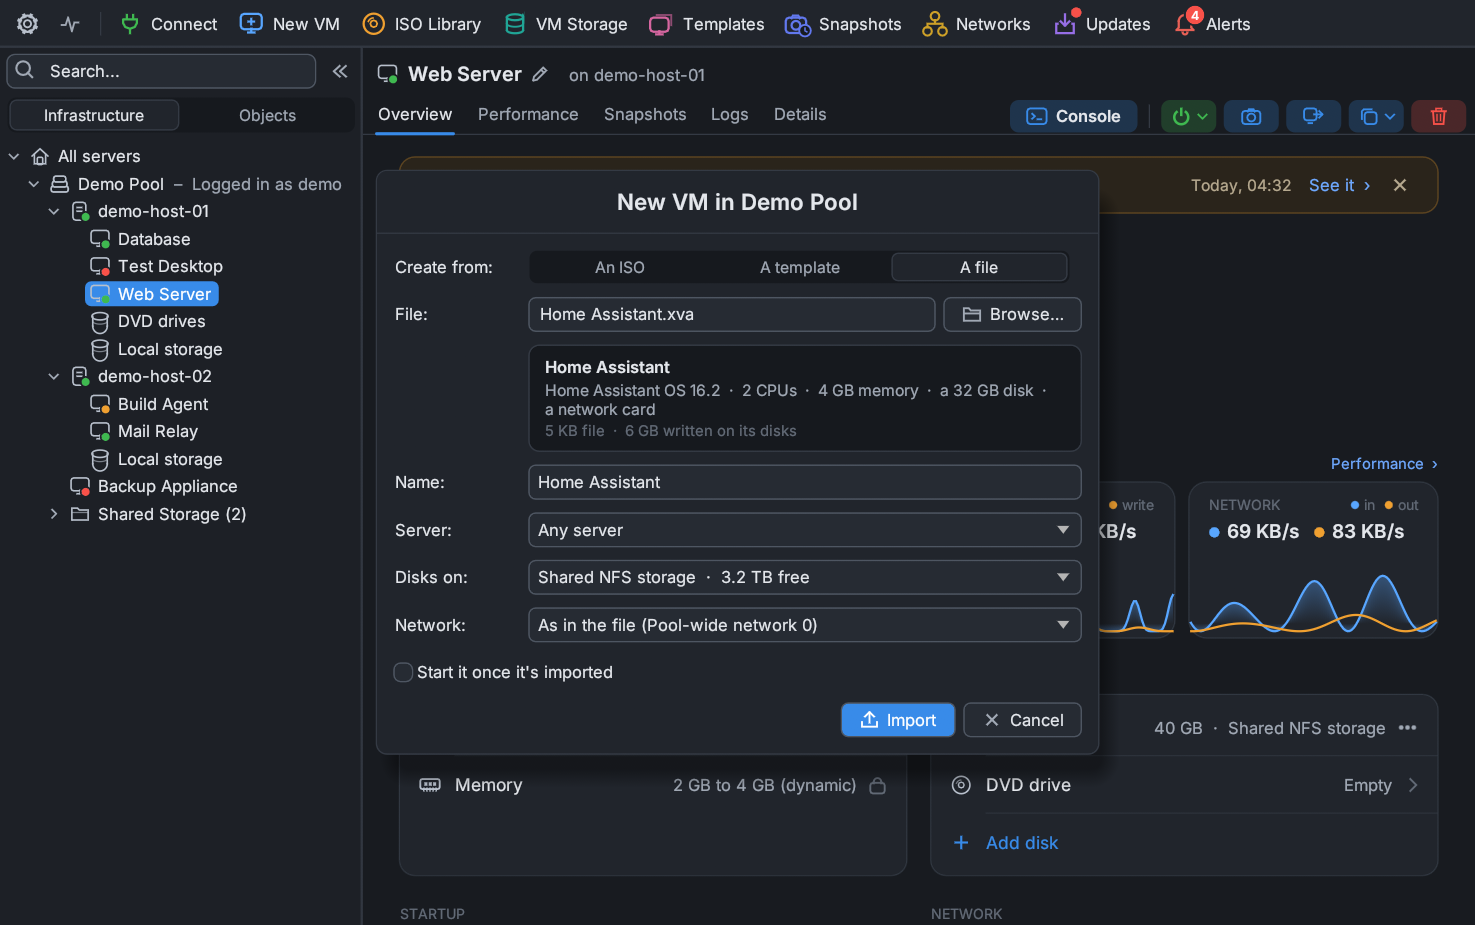 Connect
New VM
ISO Library
VM Storage
Templates
Snapshots
Networks
Updates
4
Alerts
Search...
Infrastructure
Objects
All servers
Demo Pool – Logged in as demo
demo-host-01
Database
Test Desktop
Web Server
DVD drives
Local storage
demo-host-02
Build Agent
Mail Relay
Local storage
Backup Appliance
Shared Storage (2)
Web Server
on demo-host-01
Overview
Performance
Snapshots
Logs
Details
Console
Today, 04:32
See it ›
New VM in Demo Pool
Create from:
An ISO
A template
A file
File:
Home Assistant.xva
Browse...
Home Assistant
Home Assistant OS 16.2 · 2 CPUs · 4 GB memory · a 32 GB disk ·
a network card
5 KB file · 6 GB written on its disks
Name:
Home Assistant
Server:
Any server
Disks on:
Shared NFS storage · 3.2 TB free
Network:
As in the file (Pool-wide network 0)
Start it once it's imported
Import
Cancel
Performance ›
write
KB/s
NETWORK
in
out
69 KB/s
83 KB/s
40 GB · Shared NFS storage
Memory
2 GB to 4 GB (dynamic)
DVD drive
Empty
Add disk
STARTUP
NETWORK